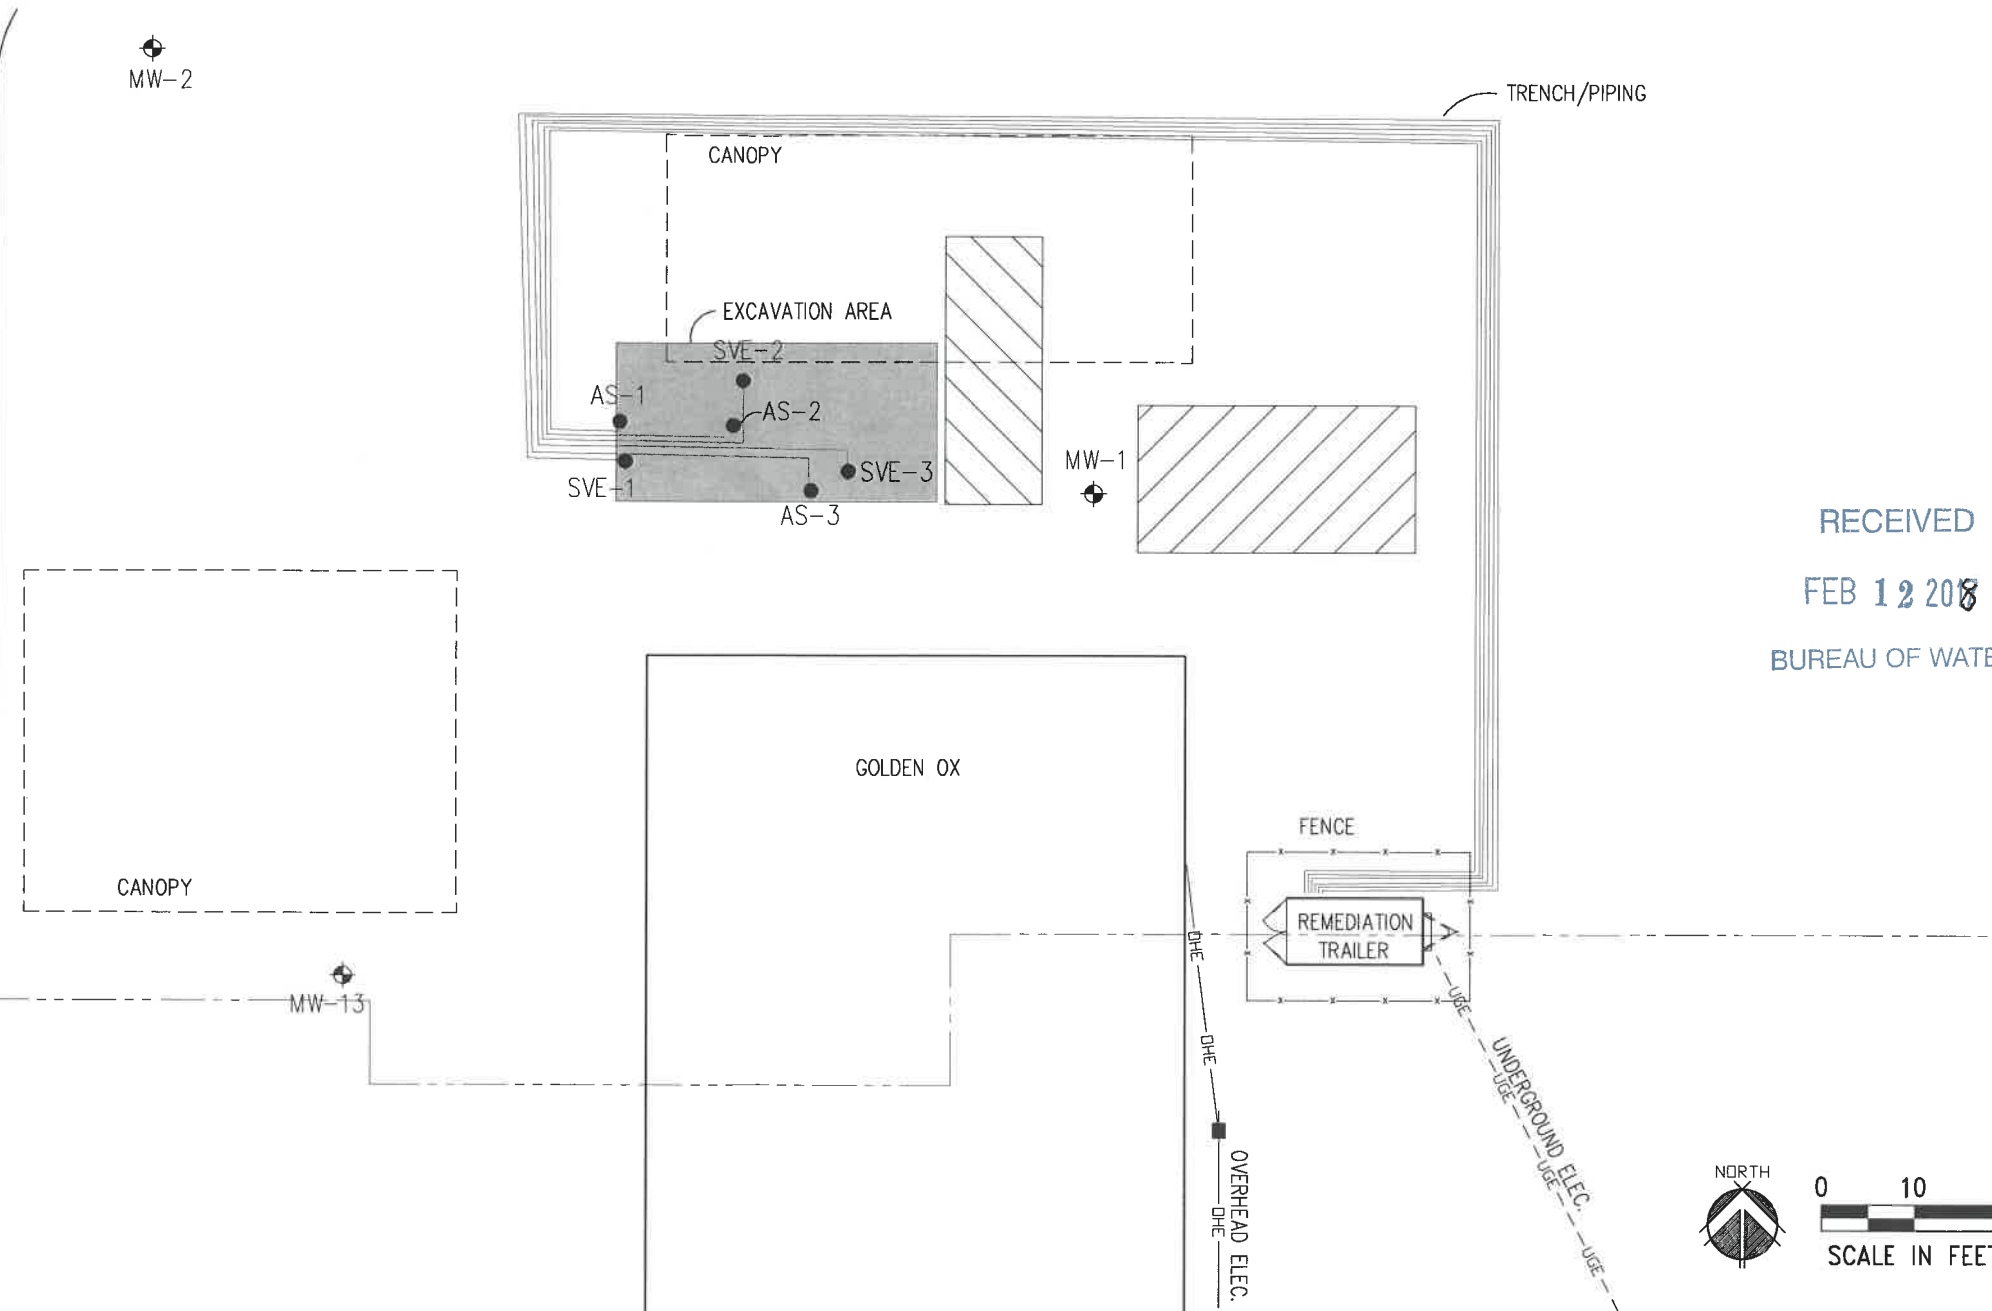 MW-2
TRENCH/PIPING
CANOPY
EXCAVATION AREA
SVE-2
AS-1
AS-2
MW-1
SVE-3
SVE-1
AS-3
RECEIVED
FEB 12 2018
BUREAU OF WATE
GOLDEN OX
FENCE
CANOPY
REMEDIATION
TRAILER
OHE
MW-13
UGE
OHE
UNDERGROUND ELEC.
UGE
UGE
OVERHEAD ELEC.
OHE
UGE
NORTH
0 10
SCALE IN FEET